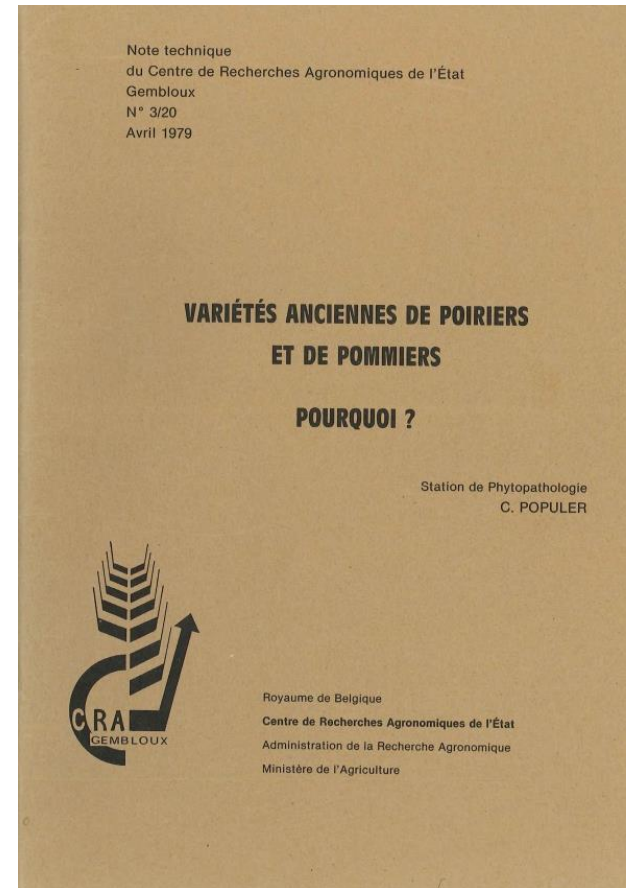 Note technique
du Centre de Recherches Agronomiques de l'État
Gembloux
N° 3/20
Avril 1979
VARIÉTÉS ANCIENNES DE POIRIERS
ET DE POMMIERS
POURQUOI ?
Station de Phytopathologie
C. POPULER
CRA
GEMBLOUX
Royaume de Belgique
Centre de Recherches Agronomiques de l'État
Administration de la Recherche Agronomique
Ministère de l'Agriculture